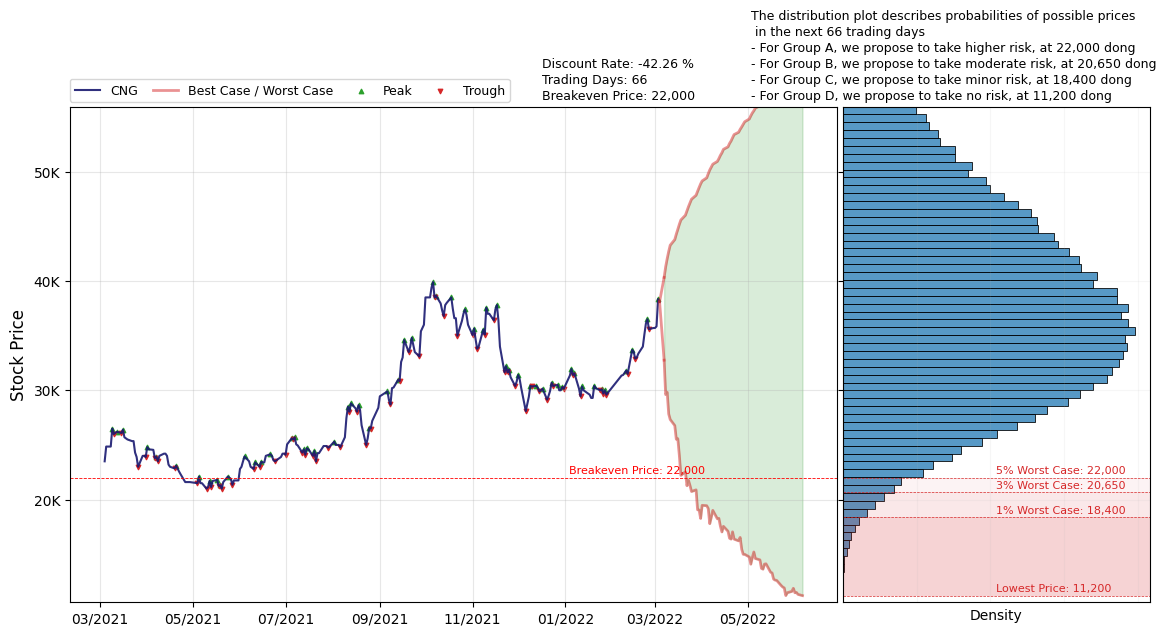 The distribution plot describes probabilities of possible prices
in the next 66 trading days
- For Group A, we propose to take higher risk, at 22,000 dong
- For Group B, we propose to take moderate risk, at 20,650 dong
- For Group C, we propose to take minor risk, at 18,400 dong
- For Group D, we propose to take no risk, at 11,200 dong
Discount Rate: -42.26 %
Trading Days: 66
Breakeven Price: 22,000
CNG
Best Case / Worst Case
Peak
Trough
Stock Price
50K
40K
30K
20K
Breakeven Price: 22,000
5% Worst Case: 22,000
3% Worst Case: 20,650
1% Worst Case: 18,400
Lowest Price: 11,200
03/2021
05/2021
07/2021
09/2021
11/2021
01/2022
03/2022
05/2022
Density